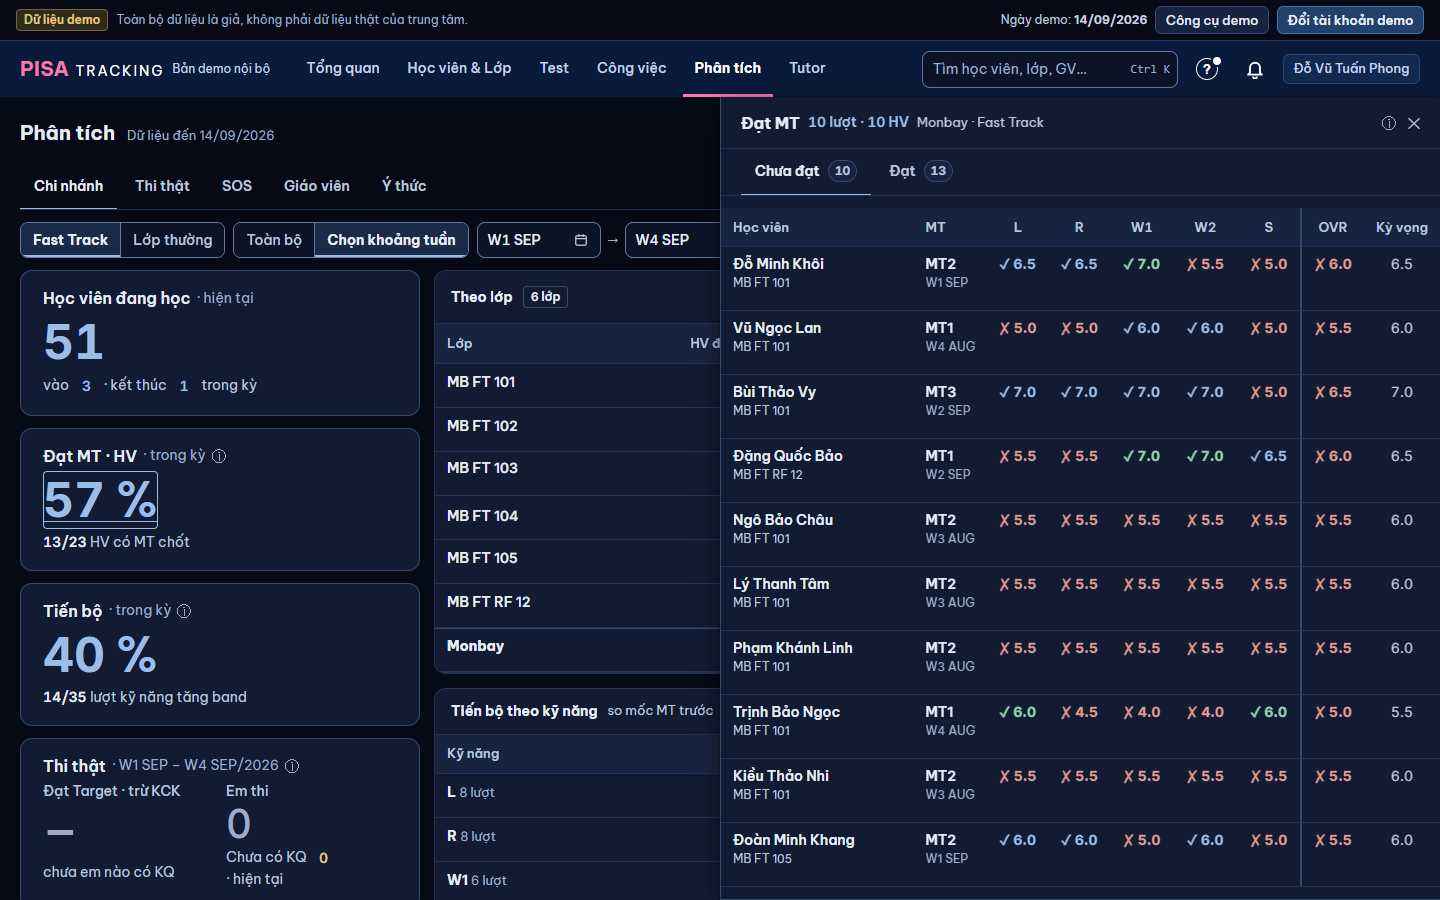 Dữ liệu demo Toàn bộ dữ liệu là giả, không phải dữ liệu thật của trung tâm. Ngày demo: 14/09/2026 Công cụ demo Đổi tài khoản demo
PISA TRACKING Bản demo nội bộ Tổng quan Học viên & Lớp Test Công việc Phân tích Tutor Tìm học viên, lớp, GV... Ctrl K ? Đỗ Vũ Tuấn Phong
Phân tích Dữ liệu đến 14/09/2026
Chi nhánh Thi thật SOS Giáo viên Ý thức
Fast Track Lớp thường Toàn bộ Chọn khoảng tuần W1 SEP → W4 SEP
Học viên đang học · hiện tại
51
vào 3 · kết thúc 1 trong kỳ
Đạt MT · HV · trong kỳ ⓘ
57 %
13/23 HV có MT chốt
Tiến bộ · trong kỳ ⓘ
40 %
14/35 lượt kỹ năng tăng band
Thi thật · W1 SEP – W4 SEP/2026 ⓘ
Đạt Target · trừ KCK Em thi
— 0
chưa em nào có KQ Chưa có KQ 0
· hiện tại
Theo lớp 6 lớp
Lớp HV đ
MB FT 101
MB FT 102
MB FT 103
MB FT 104
MB FT 105
MB FT RF 12
Monbay
Tiến bộ theo kỹ năng so mốc MT trước
Kỹ năng
L 8 lượt
R 8 lượt
W1 6 lượt
Đạt MT 10 lượt · 10 HV Monbay · Fast Track ⓘ ✕
Chưa đạt 10 Đạt 13
Học viên MT L R W1 W2 S OVR Kỳ vọng
Đỗ Minh Khôi MT2 ✓ 6.5 ✓ 6.5 ✓ 7.0 ✗ 5.5 ✗ 5.0 ✗ 6.0 6.5
MB FT 101 W1 SEP
Vũ Ngọc Lan MT1 ✗ 5.0 ✗ 5.0 ✓ 6.0 ✓ 6.0 ✗ 5.0 ✗ 5.5 6.0
MB FT 101 W4 AUG
Bùi Thảo Vy MT3 ✓ 7.0 ✓ 7.0 ✓ 7.0 ✓ 7.0 ✗ 5.0 ✗ 6.5 7.0
MB FT 101 W2 SEP
Đặng Quốc Bảo MT1 ✗ 5.5 ✗ 5.5 ✓ 7.0 ✓ 7.0 ✓ 6.5 ✗ 6.0 6.5
MB FT RF 12 W2 SEP
Ngô Bảo Châu MT2 ✗ 5.5 ✗ 5.5 ✗ 5.5 ✗ 5.5 ✗ 5.5 ✗ 5.5 6.0
MB FT 101 W3 AUG
Lý Thanh Tâm MT2 ✗ 5.5 ✗ 5.5 ✗ 5.5 ✗ 5.5 ✗ 5.5 ✗ 5.5 6.0
MB FT 101 W3 AUG
Phạm Khánh Linh MT2 ✗ 5.5 ✗ 5.5 ✗ 5.5 ✗ 5.5 ✗ 5.5 ✗ 5.5 6.0
MB FT 101 W3 AUG
Trịnh Bảo Ngọc MT1 ✓ 6.0 ✗ 4.5 ✗ 4.0 ✗ 4.0 ✓ 6.0 ✗ 5.0 5.5
MB FT 101 W4 AUG
Kiều Thảo Nhi MT2 ✗ 5.5 ✗ 5.5 ✗ 5.5 ✗ 5.5 ✗ 5.5 ✗ 5.5 6.0
MB FT 101 W3 AUG
Đoàn Minh Khang MT2 ✓ 6.0 ✓ 6.0 ✗ 5.0 ✓ 6.0 ✗ 5.0 ✗ 5.5 6.0
MB FT 105 W1 SEP